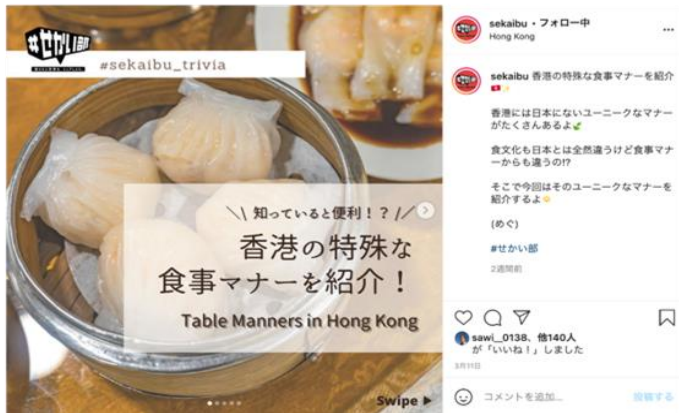 #せかい部
#sekaibu_trivia
\\ 知っていると便利！？ //
香港の特殊な
食事マナーを紹介！
Table Manners in Hong Kong
Swipe ▶
sekaibu • フォロー中
Hong Kong
sekaibu 香港の特殊な食事マナーを紹介
🇭🇰✨
香港には日本にないユーニークなマナー
がたくさんあるよ🌿
食文化も日本とは全然違うけど食事マナ
ーからも違うの!?
そこで今回はそのユーニークなマナーを
紹介するよ
(めぐ)
#せかい部
2週間前
sawi__0138、他140人
が「いいね！」しました
3月11日
コメントを追加...
投稿する